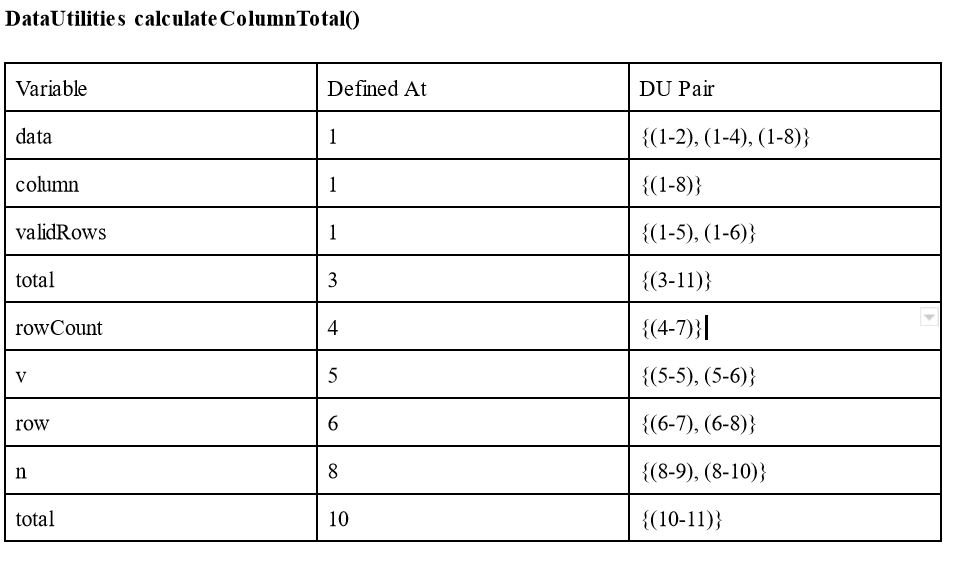 DataUtilities calculateColumnTotal()
Variable Defined At DU Pair
data 1 {(1-2), (1-4), (1-8)}
column 1 {(1-8)}
validRows 1 {(1-5), (1-6)}
total 3 {(3-11)}
rowCount 4 {(4-7)}
v 5 {(5-5), (5-6)}
row 6 {(6-7), (6-8)}
n 8 {(8-9), (8-10)}
total 10 {(10-11)}